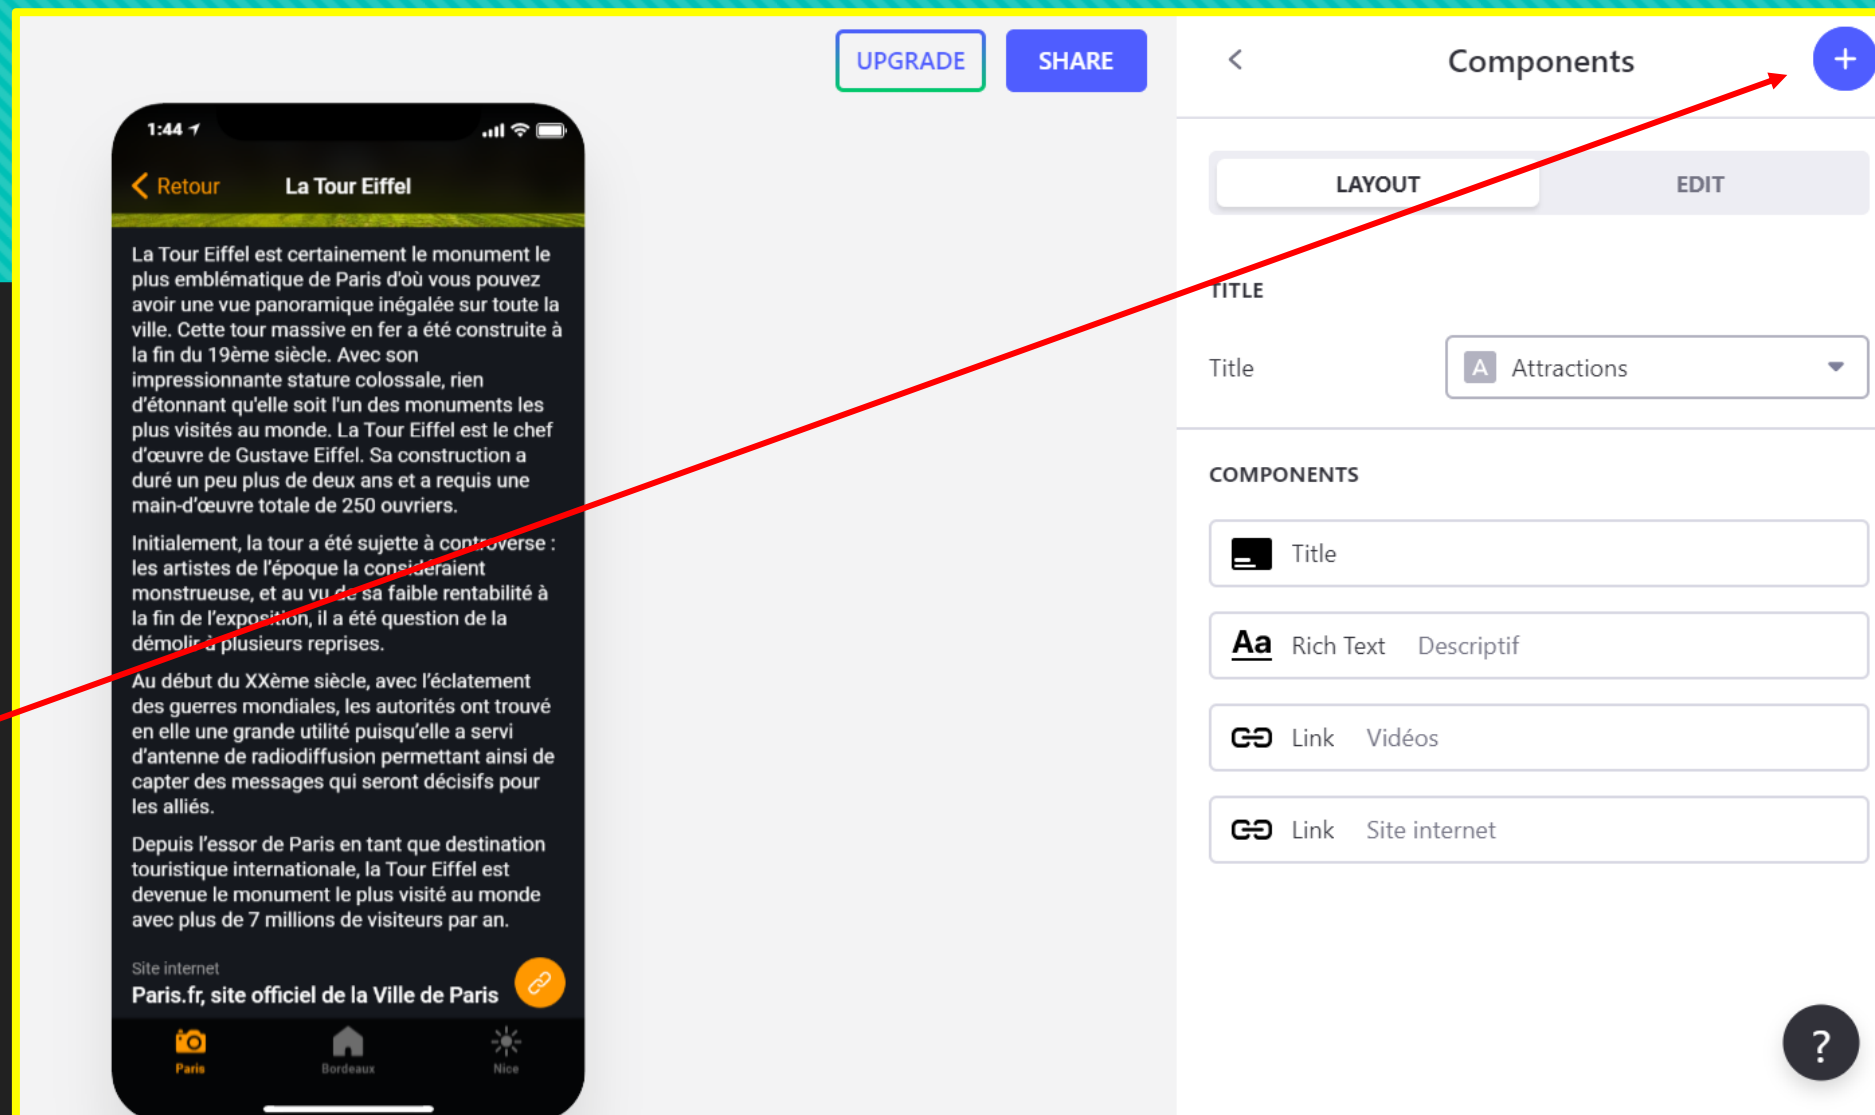 UPGRADE
SHARE
Components
+
1:44
Retour
La Tour Eiffel
La Tour Eiffel est certainement le monument le
plus emblématique de Paris d'où vous pouvez
avoir une vue panoramique inégalée sur toute la
ville. Cette tour massive en fer a été construite à
la fin du 19ème siècle. Avec son
impressionnante stature colossale, rien
d’étonnant qu'elle soit l'un des monuments les
plus visités au monde. La Tour Eiffel est le chef
d’œuvre de Gustave Eiffel. Sa construction a
duré un peu plus de deux ans et a requis une
main-d’œuvre totale de 250 ouvriers.
Initialement, la tour a été sujette à controverse :
les artistes de l’époque la considéraient
monstrueuse, et au vu de sa faible rentabilité à
la fin de l’exposition, il a été question de la
démolir à plusieurs reprises.
Au début du XXème siècle, avec l’éclatement
des guerres mondiales, les autorités ont trouvé
en elle une grande utilité puisqu’elle a servi
d’antenne de radiodiffusion permettant ainsi de
capter des messages qui seront décisifs pour
les alliés.
Depuis l’essor de Paris en tant que destination
touristique internationale, la Tour Eiffel est
devenue le monument le plus visité au monde
avec plus de 7 millions de visiteurs par an.
Site internet
Paris.fr, site officiel de la Ville de Paris
Paris
Bordeaux
Nice
LAYOUT
EDIT
TITLE
Title
A Attractions
COMPONENTS
Title
Aa Rich Text Descriptif
Link Vidéos
Link Site internet
?